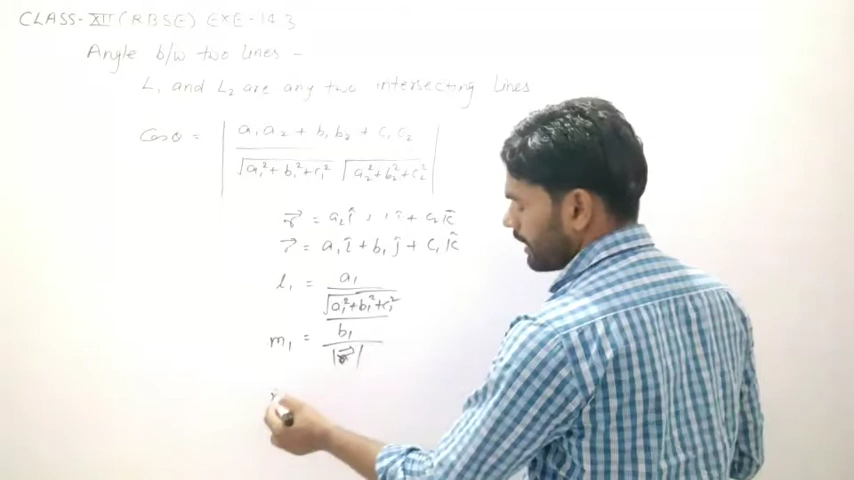 CLASS-XII (RBSE) EXE-14.3
Angle b/w two lines -
L₁ and L₂ are any two intersecting lines
Cosθ = | a₁a₂ + b₁b₂ + c₁c₂ / √a₁²+b₁²+c₁² √a₂²+b₂²+c₂² |
= a₂î + c₂k̂
r⃗ = a₁î + b₁ĵ + c₁k̂
l₁ = a₁ / √a₁²+b₁²+c₁²
m₁ = b₁ /